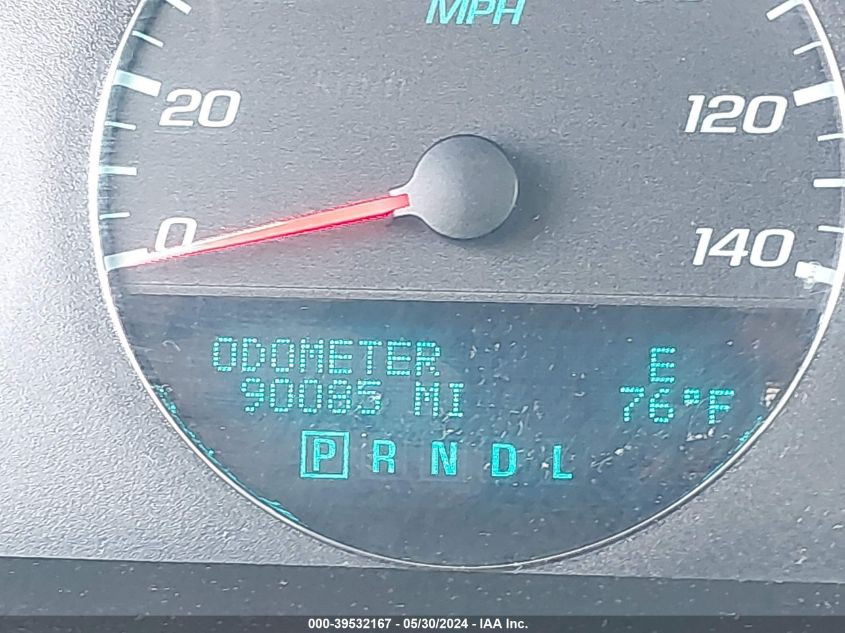 MPH
20
120
0
140
ODOMETER E
90085 MI 76°F
P R N D L
000-39532167 - 05/30/2024 - IAA Inc.